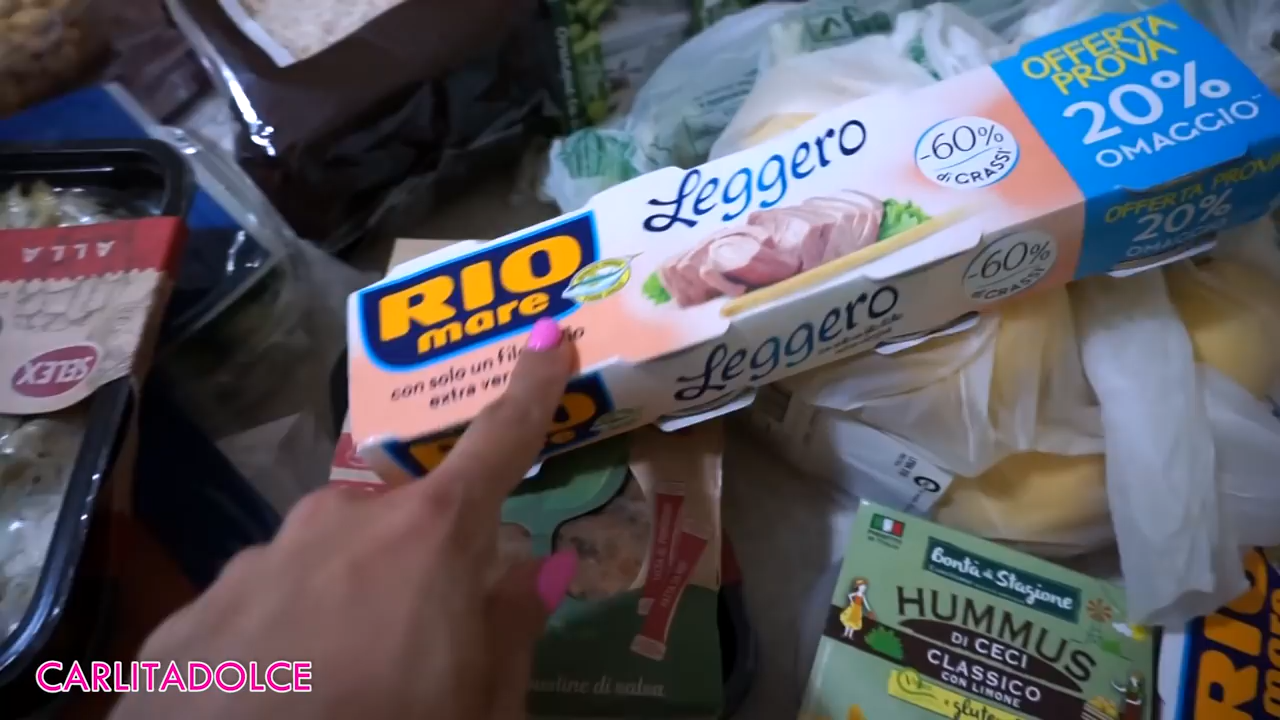 OFFERTA
PROVA
20%
OMAGGIO
Leggero
-60%
di GRASSI
OFFERTA PROVA
20%
OMAGGIO
RIO
mare
con solo un filo
extra
Leggero
-60%
di GRASSI
ALLA
SELEX
Bontà di Stagione
HUMMUS
DI CECI
CLASSICO
CON LIMONE
RIO
CARLITADOLCE